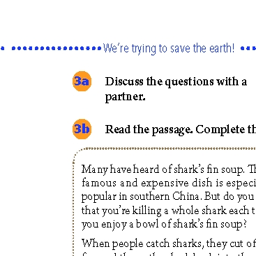 We're trying to save the earth!
3a Discuss the questions with a
partner.
3b Read the passage. Complete th
Many have heard of shark's fin soup. Th
famous and expensive dish is especi
popular in southern China. But do you
that you're killing a whole shark each t
you enjoy a bowl of shark's fin soup?
When people catch sharks, they cut of